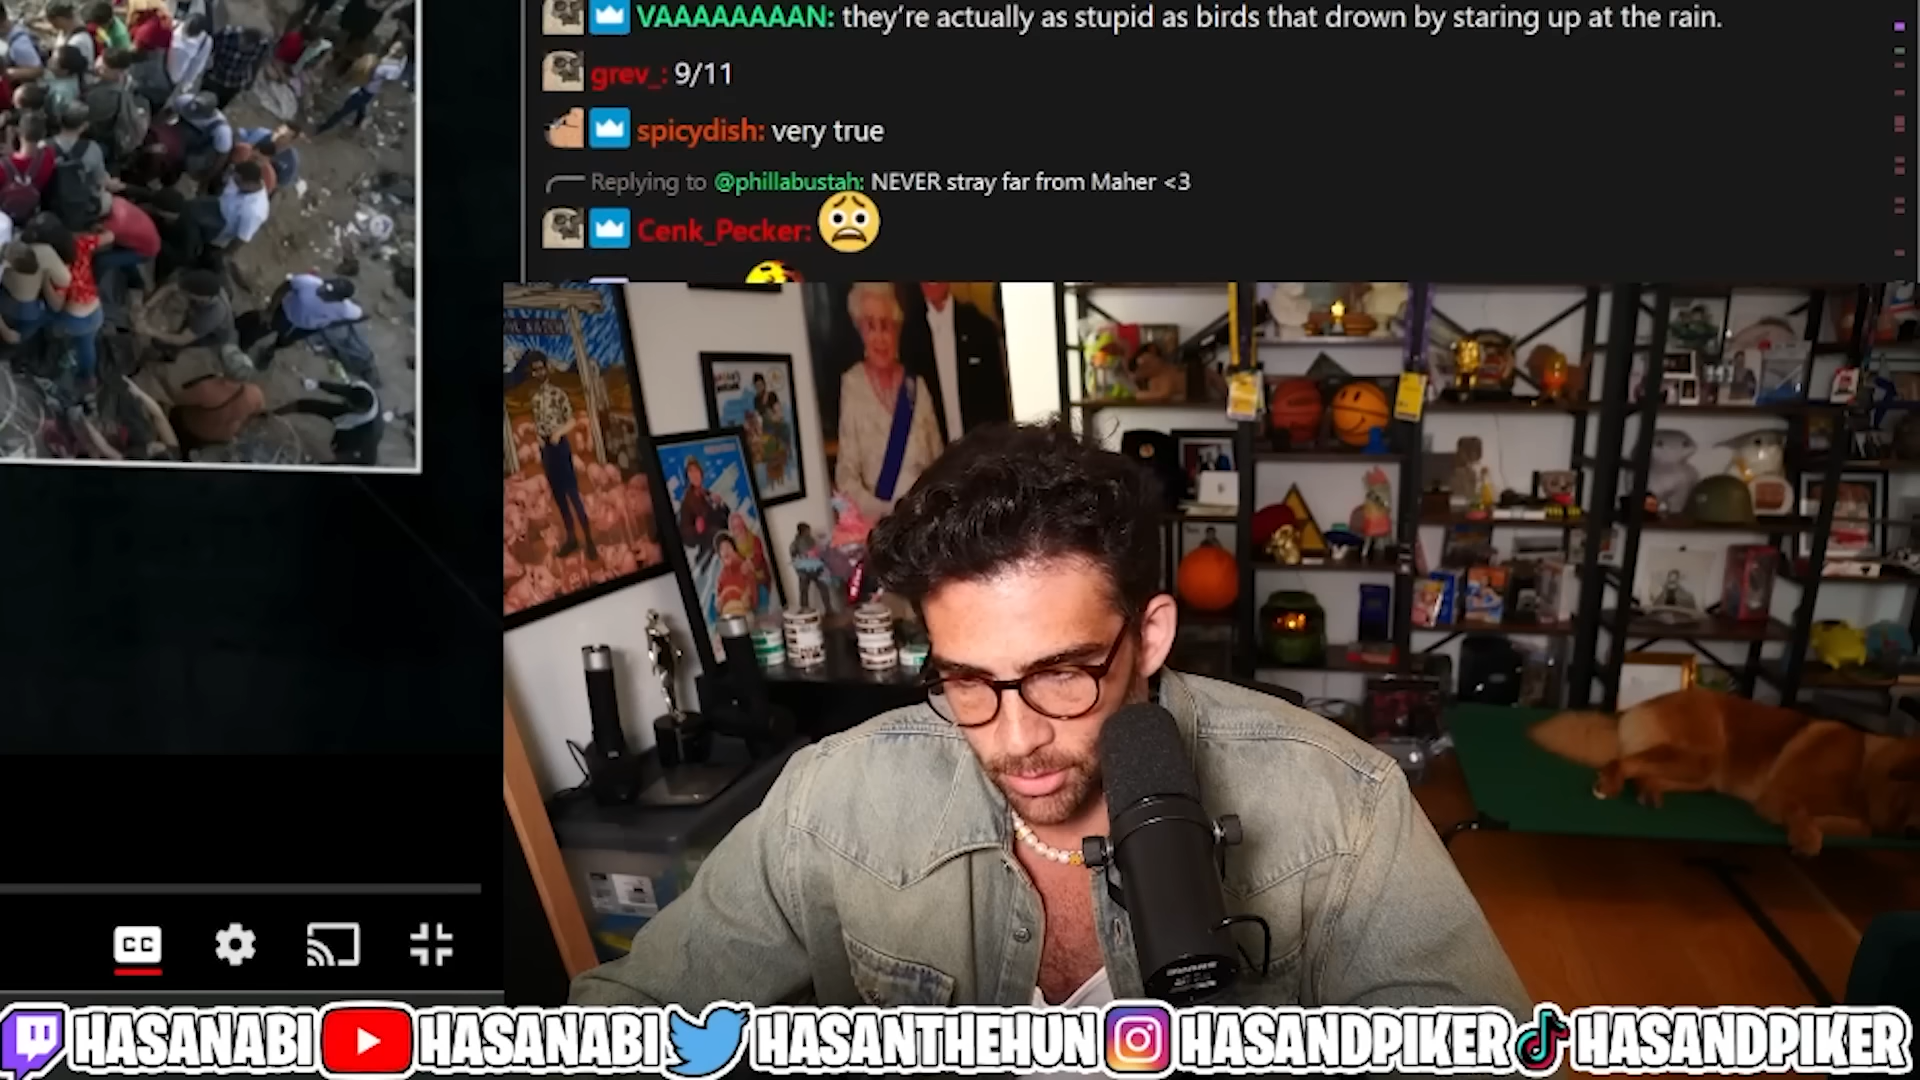 VAAAAAAAAN: they're actually as stupid as birds that drown by staring up at the rain.
grev_: 9/11
spicydish: very true
Replying to @phillabustah: NEVER stray far from Maher <3
Cenk_Pecker:
CC
HASANABI HASANABI HASANTHEHUN HASANDPIKER HASANDPIKER